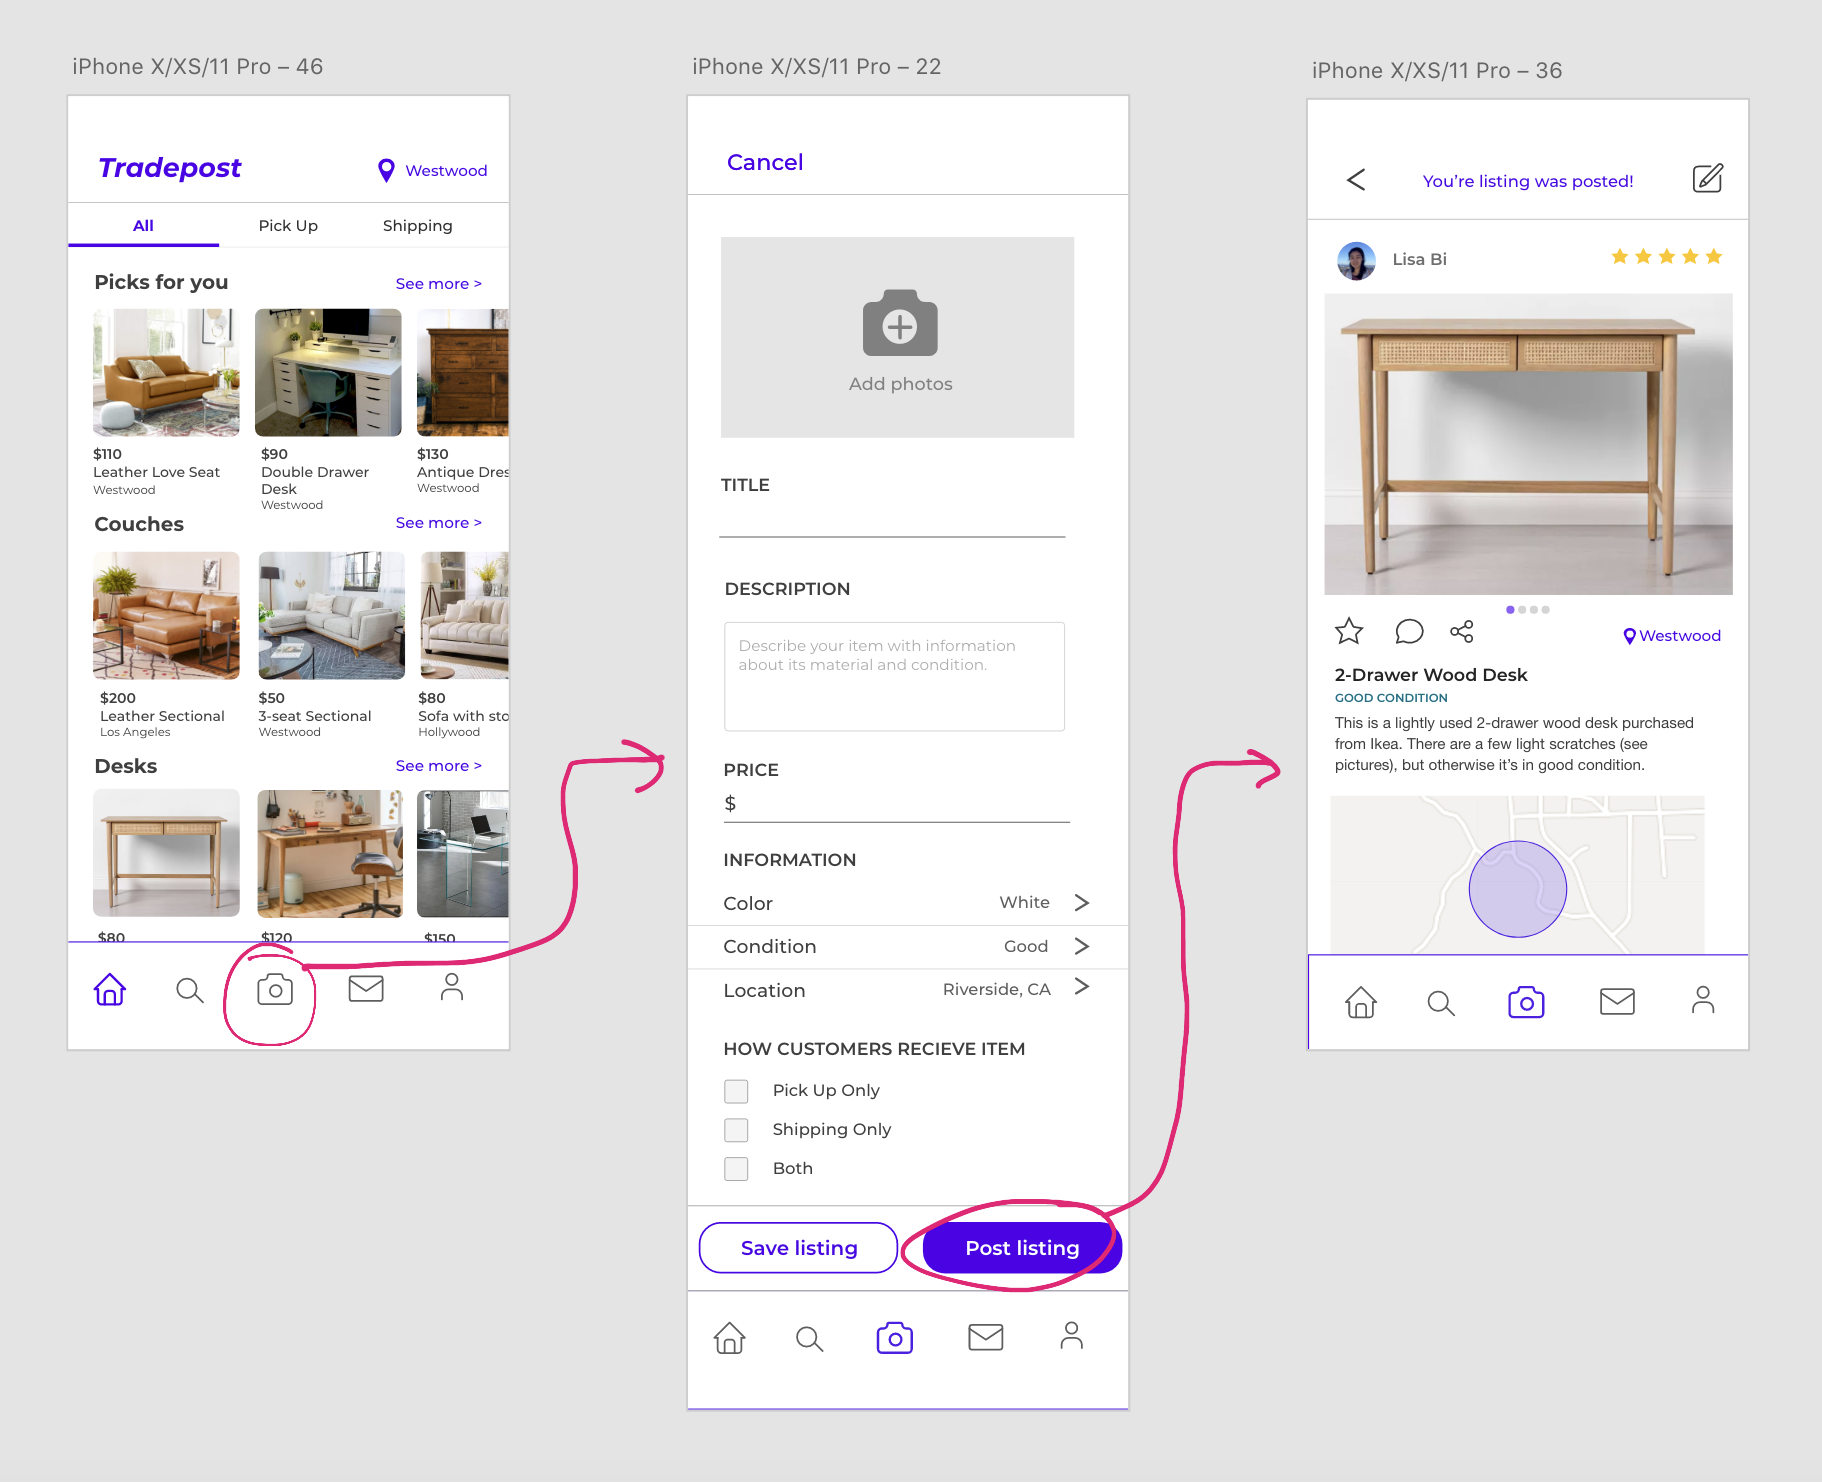 iPhone X/XS/11 Pro – 46
Tradepost
Westwood
All
Pick Up
Shipping
Picks for you
See more >
$110
Leather Love Seat
Westwood
$90
Double Drawer
Desk
Westwood
$130
Antique Dres
Westwood
Couches
See more >
$200
Leather Sectional
Los Angeles
$50
3-seat Sectional
Westwood
$80
Sofa with sto
Hollywood
Desks
See more >
$80
$120
$150
iPhone X/XS/11 Pro – 22
Cancel
Add photos
TITLE
DESCRIPTION
Describe your item with information
about its material and condition.
PRICE
$
INFORMATION
Color
White
Condition
Good
Location
Riverside, CA
HOW CUSTOMERS RECIEVE ITEM
Pick Up Only
Shipping Only
Both
Save listing
Post listing
iPhone X/XS/11 Pro – 36
You're listing was posted!
Lisa Bi
Westwood
2-Drawer Wood Desk
GOOD CONDITION
This is a lightly used 2-drawer wood desk purchased
from Ikea. There are a few light scratches (see
pictures), but otherwise it's in good condition.